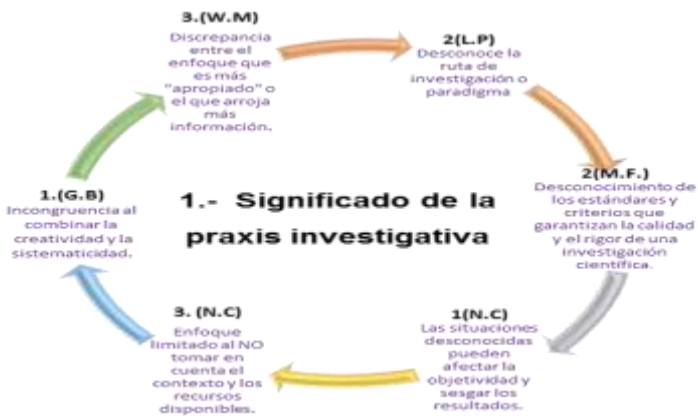 3.(W.M)
Discrepancia
entre el
enfoque que
es más
"apropiado" o
el que arroja
más
información.
2(L.P)
Desconoce la
ruta de
investigación o
paradigma
2(M.F.)
Desconocimiento de
los estándares y
criterios que
garantizan la calidad
y el rigor de una
investigación
científica.
1(N.C)
Las situaciones
desconocidas
pueden
afectar la
objetividad y
sesgar los
resultados.
3. (N.C)
Enfoque
limitado al NO
tomar en
cuenta el
contexto y los
recursos
disponibles.
1.(G.B)
Incongruencia al
combinar la
creatividad y la
sistematicidad.
1.- Significado de la
praxis investigativa